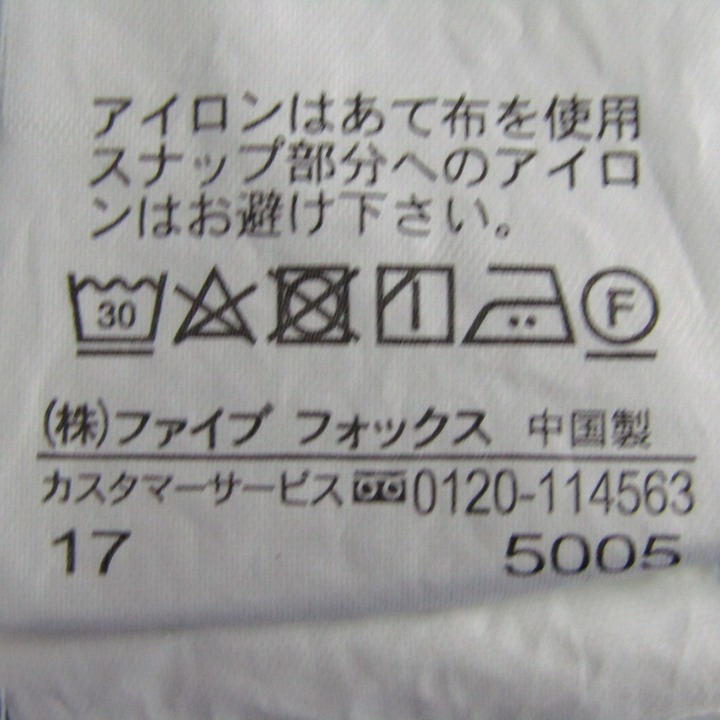 アイロンはあて布を使用
スナップ部分へのアイロ
ンはお避け下さい。
30 F
(株)ファイブ フォックス 中国製
カスタマーサービス 0120-114563
17 5005